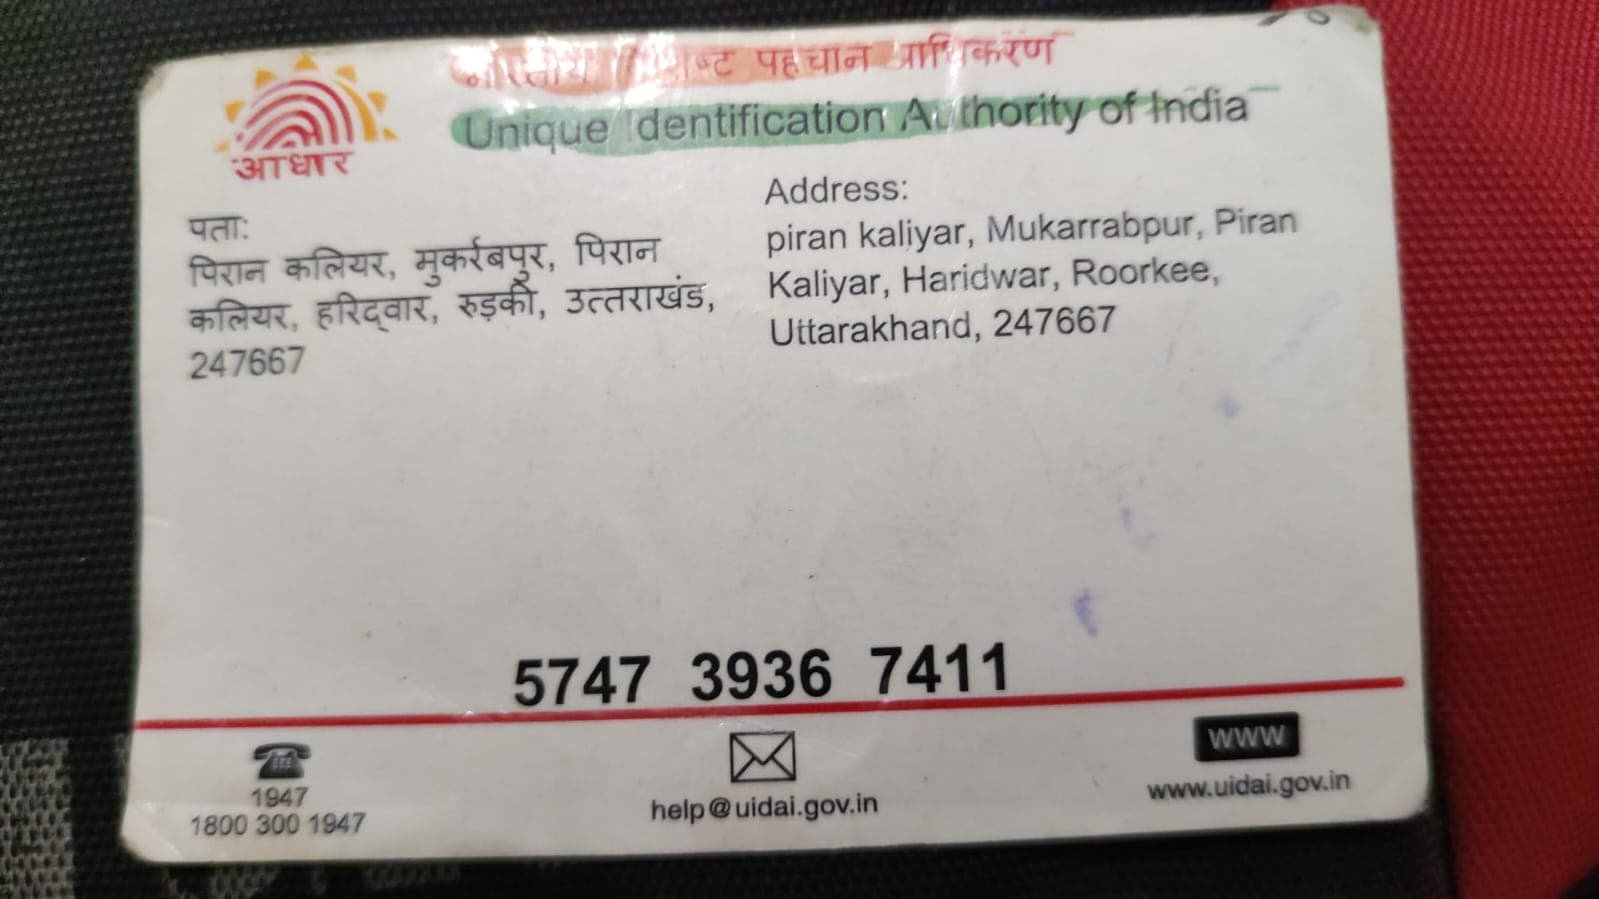 आधार
भारतीय विशिष्ट पहचान प्राधिकरण
Unique Identification Authority of India
पता:
पिरान कलियर, मुकर्रबपुर, पिरान
कलियर, हरिद्वार, रुड़की, उत्तराखंड,
247667
Address:
piran kaliyar, Mukarrabpur, Piran
Kaliyar, Haridwar, Roorkee,
Uttarakhand, 247667
5747 3936 7411
1947
1800 300 1947
help@uidai.gov.in
www
www.uidai.gov.in